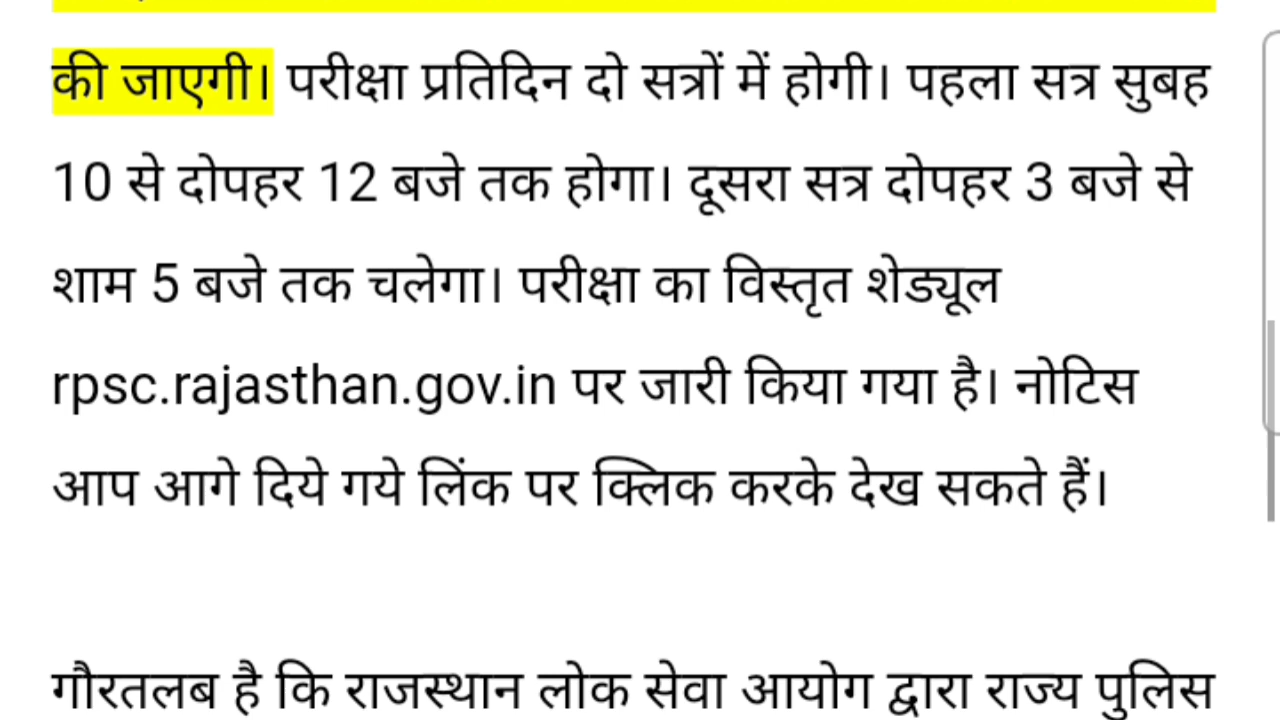 की जाएगी। परीक्षा प्रतिदिन दो सत्रों में होगी। पहला सत्र सुबह
10 से दोपहर 12 बजे तक होगा। दूसरा सत्र दोपहर 3 बजे से
शाम 5 बजे तक चलेगा। परीक्षा का विस्तृत शेड्यूल
rpsc.rajasthan.gov.in पर जारी किया गया है। नोटिस
आप आगे दिये गये लिंक पर क्लिक करके देख सकते हैं।
गौरतलब है कि राजस्थान लोक सेवा आयोग द्वारा राज्य पुलिस